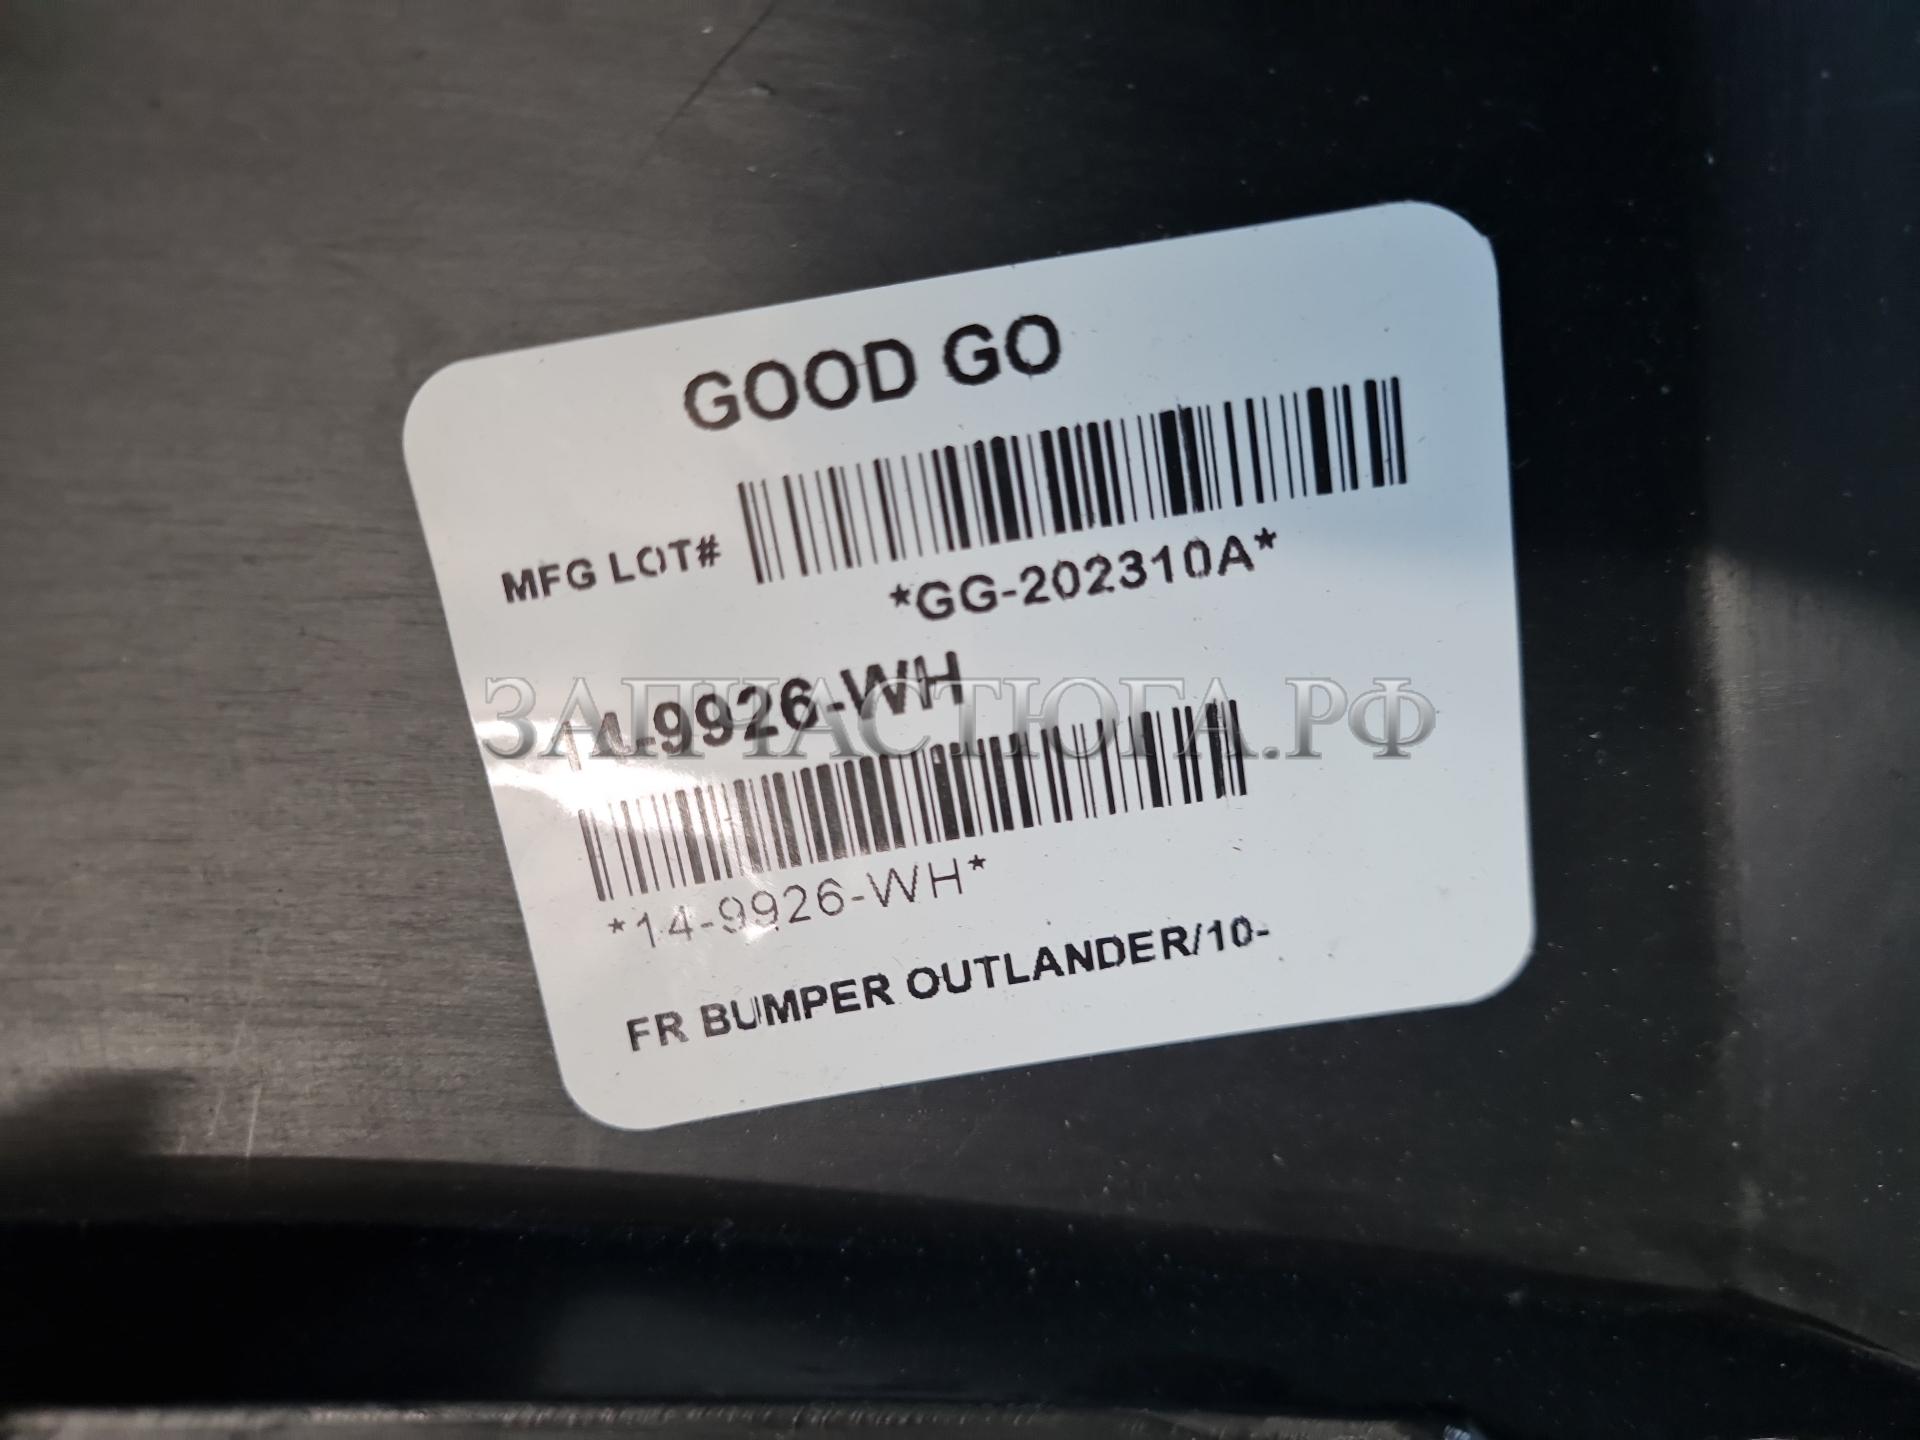 GOOD GO
MFG LOT#
*GG-202310A*
14-9926-WH
ЗАПЧАСТЮГА.РФ
*14-9926-WH*
FR BUMPER OUTLANDER/10-